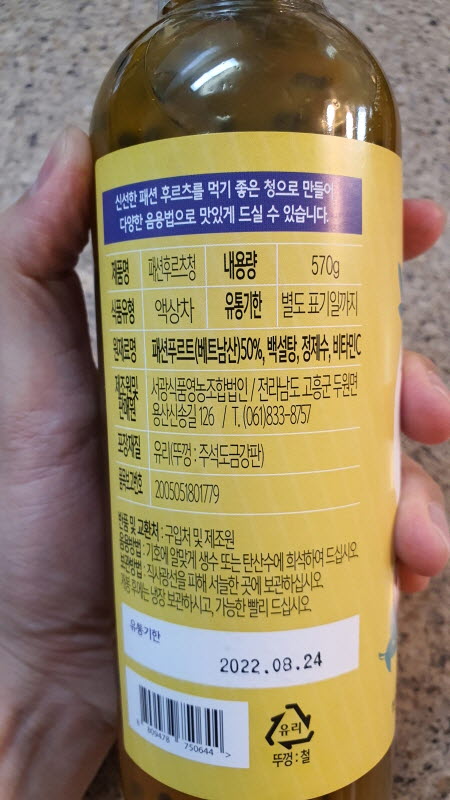 신선한 패션 후르츠를 먹기 좋은 청으로 만들어
다양한 음용법으로 맛있게 드실 수 있습니다.
제품명 패션후르츠청 내용량 570g
식품유형 액상차 유통기한 별도 표기일까지
원재료명 패션푸르트(베트남산)50%, 백설탕, 정제수, 비타민C
제조원및 서광식품영농조합법인 / 전라남도 고흥군 두원면
판매원 용산신송길 126 / T. (061)833-8757
포장재질 유리(뚜껑 : 주석도금강판)
품목보고번호 2005051801779
반품 및 교환처 : 구입처 및 제조원
음용방법 : 기호에 알맞게 생수 또는 탄산수에 희석하여 드십시오.
보관방법 : 직사광선을 피해 서늘한 곳에 보관하십시오.
개봉 후에는 냉장 보관하시고, 가능한 빨리 드십시오.
유통기한
2022.08.24
8 809478 750644 >
유리
뚜껑 : 철